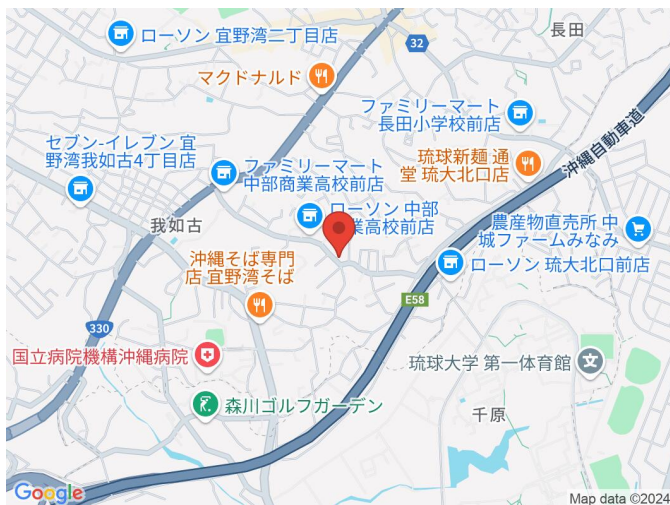 ローソン 宜野湾二丁目店
32
長田
マクドナルド
ファミリーマート
長田小学校前店
セブン-イレブン 宜
野湾我如古4丁目店
琉球新麺 通
堂 琉大北口店
沖縄自動車道
ファミリーマート
中部商業高校前店
我如古
ローソン 中部
業高校前店
農産物直売所 中
城ファームみなみ
沖縄そば専門
店 宜野湾そば
ローソン 琉大北口前店
E58
330
国立病院機構沖縄病院
琉球大学 第一体育館
森川ゴルフガーデン
千原
Google
Map data ©2024